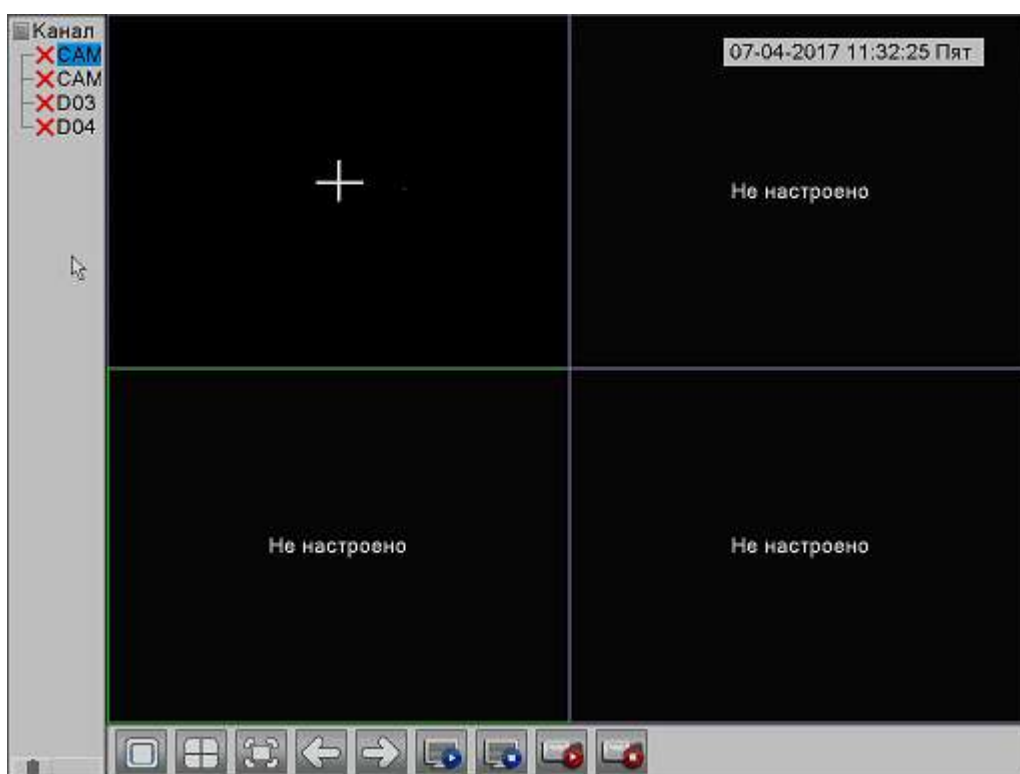 Канал
CAM
CAM
D03
D04
07-04-2017 11:32:25 Пят
Не настроено
Не настроено
Не настроено